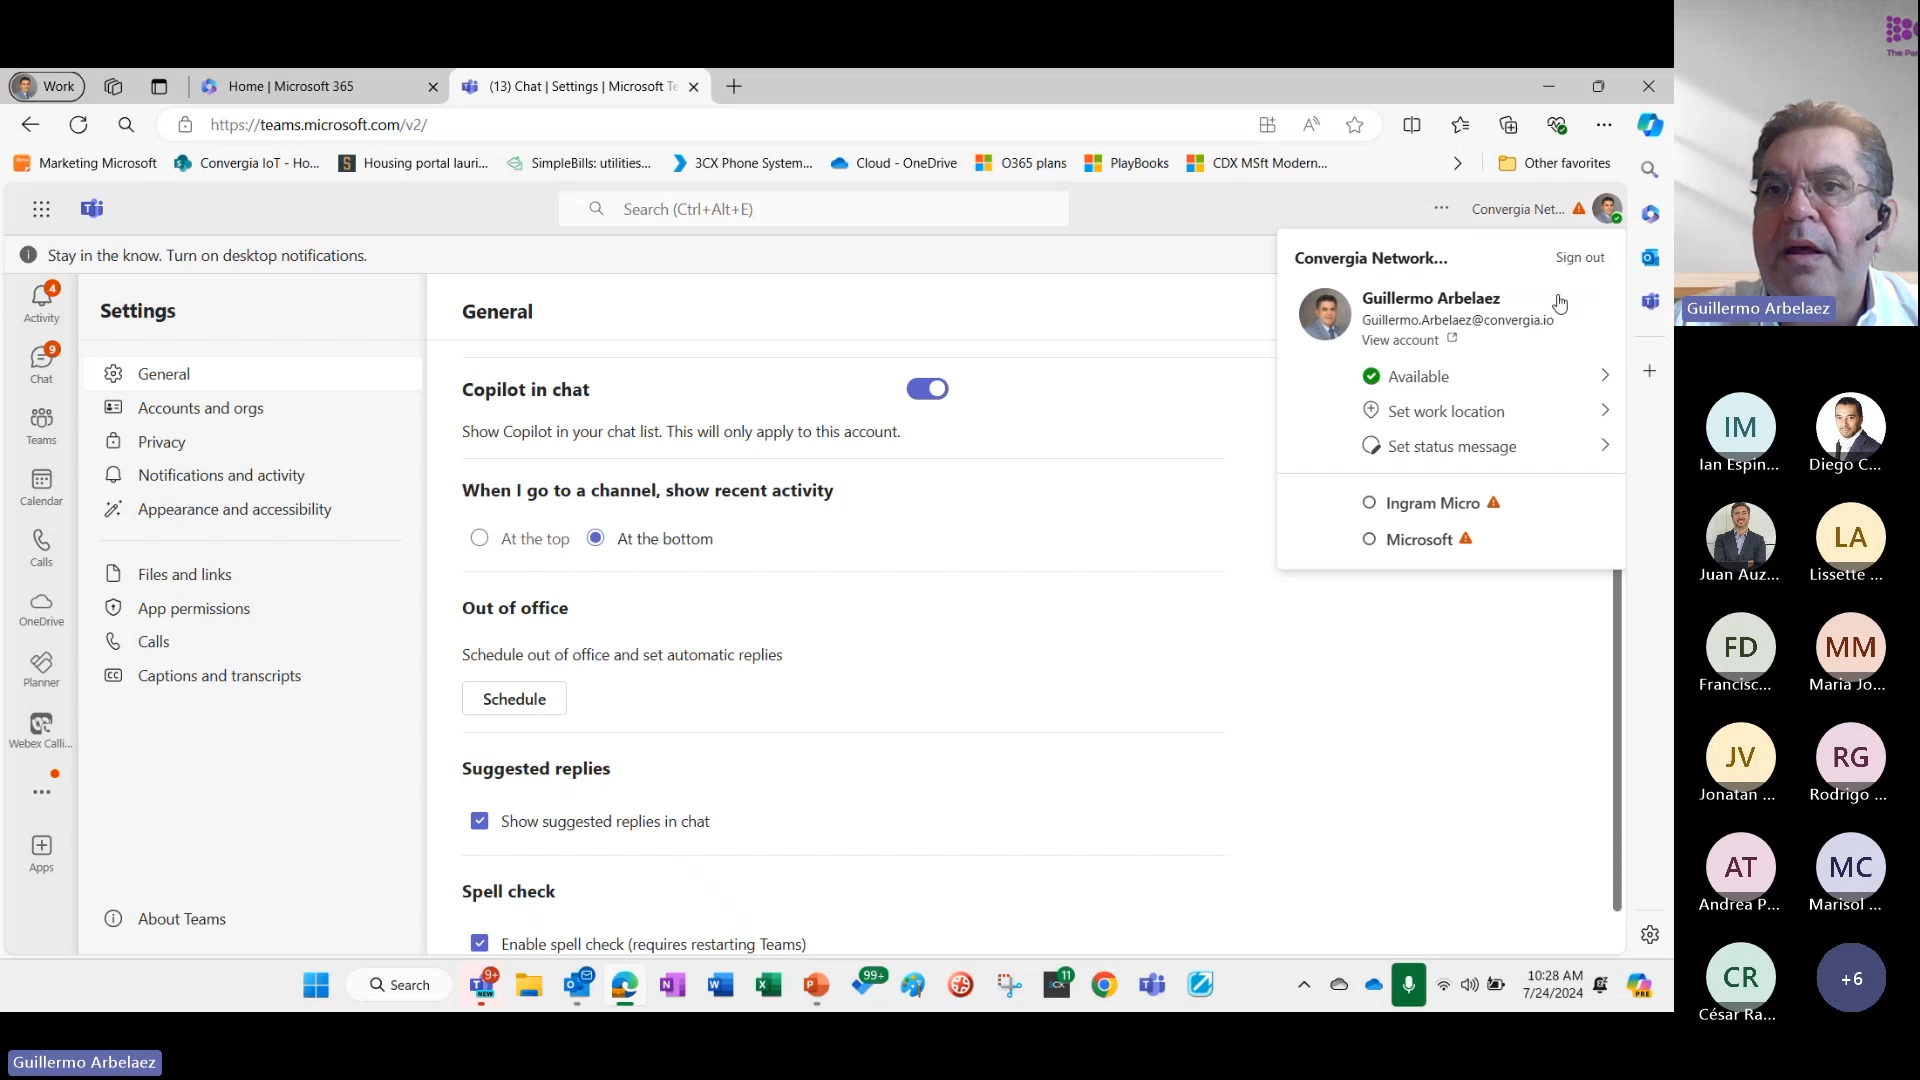 Work
Home | Microsoft 365
(13) Chat | Settings | Microsoft Te
https://teams.microsoft.com/v2/
Marketing Microsoft
Convergia IoT - Ho...
Housing portal lauri...
SimpleBills: utilities...
3CX Phone System...
Cloud - OneDrive
O365 plans
PlayBooks
CDX MSft Modern...
Other favorites
Search (Ctrl+Alt+E)
Convergia Net...
Stay in the know. Turn on desktop notifications.
4
Activity
9
Chat
Teams
Calendar
Calls
OneDrive
Planner
Webex Calli...
Apps
Settings
General
Accounts and orgs
Privacy
Notifications and activity
Appearance and accessibility
Files and links
App permissions
Calls
CC
Captions and transcripts
About Teams
General
Copilot in chat
Show Copilot in your chat list. This will only apply to this account.
When I go to a channel, show recent activity
At the top
At the bottom
Out of office
Schedule out of office and set automatic replies
Schedule
Suggested replies
Show suggested replies in chat
Spell check
Enable spell check (requires restarting Teams)
Convergia Network...
Sign out
Guillermo Arbelaez
Guillermo.Arbelaez@convergia.io
View account
Available
Set work location
Set status message
Ingram Micro
Microsoft
Search
9+
NEW
99+
11
10:28 AM
7/24/2024
PRE
Guillermo Arbelaez
The Par
Guillermo Arbelaez
IM
Ian Espin...
Diego C...
Juan Auz...
LA
Lissette ...
FD
Francisc...
MM
Maria Jo...
JV
Jonatan ...
RG
Rodrigo ...
AT
Andrea P...
MC
Marisol ...
CR
César Ra...
+6